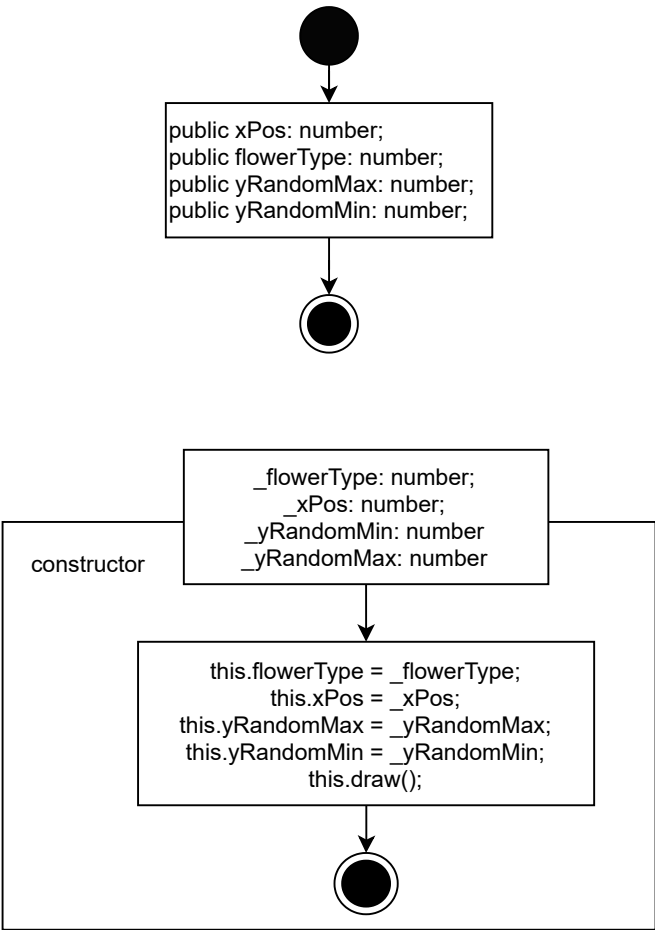 public xPos: number;
public flowerType: number;
public yRandomMax: number;
public yRandomMin: number;
_flowerType: number;
_xPos: number;
_yRandomMin: number
_yRandomMax: number
constructor
this.flowerType = _flowerType;
this.xPos = _xPos;
this.yRandomMax = _yRandomMax;
this.yRandomMin = _yRandomMin;
this.draw();